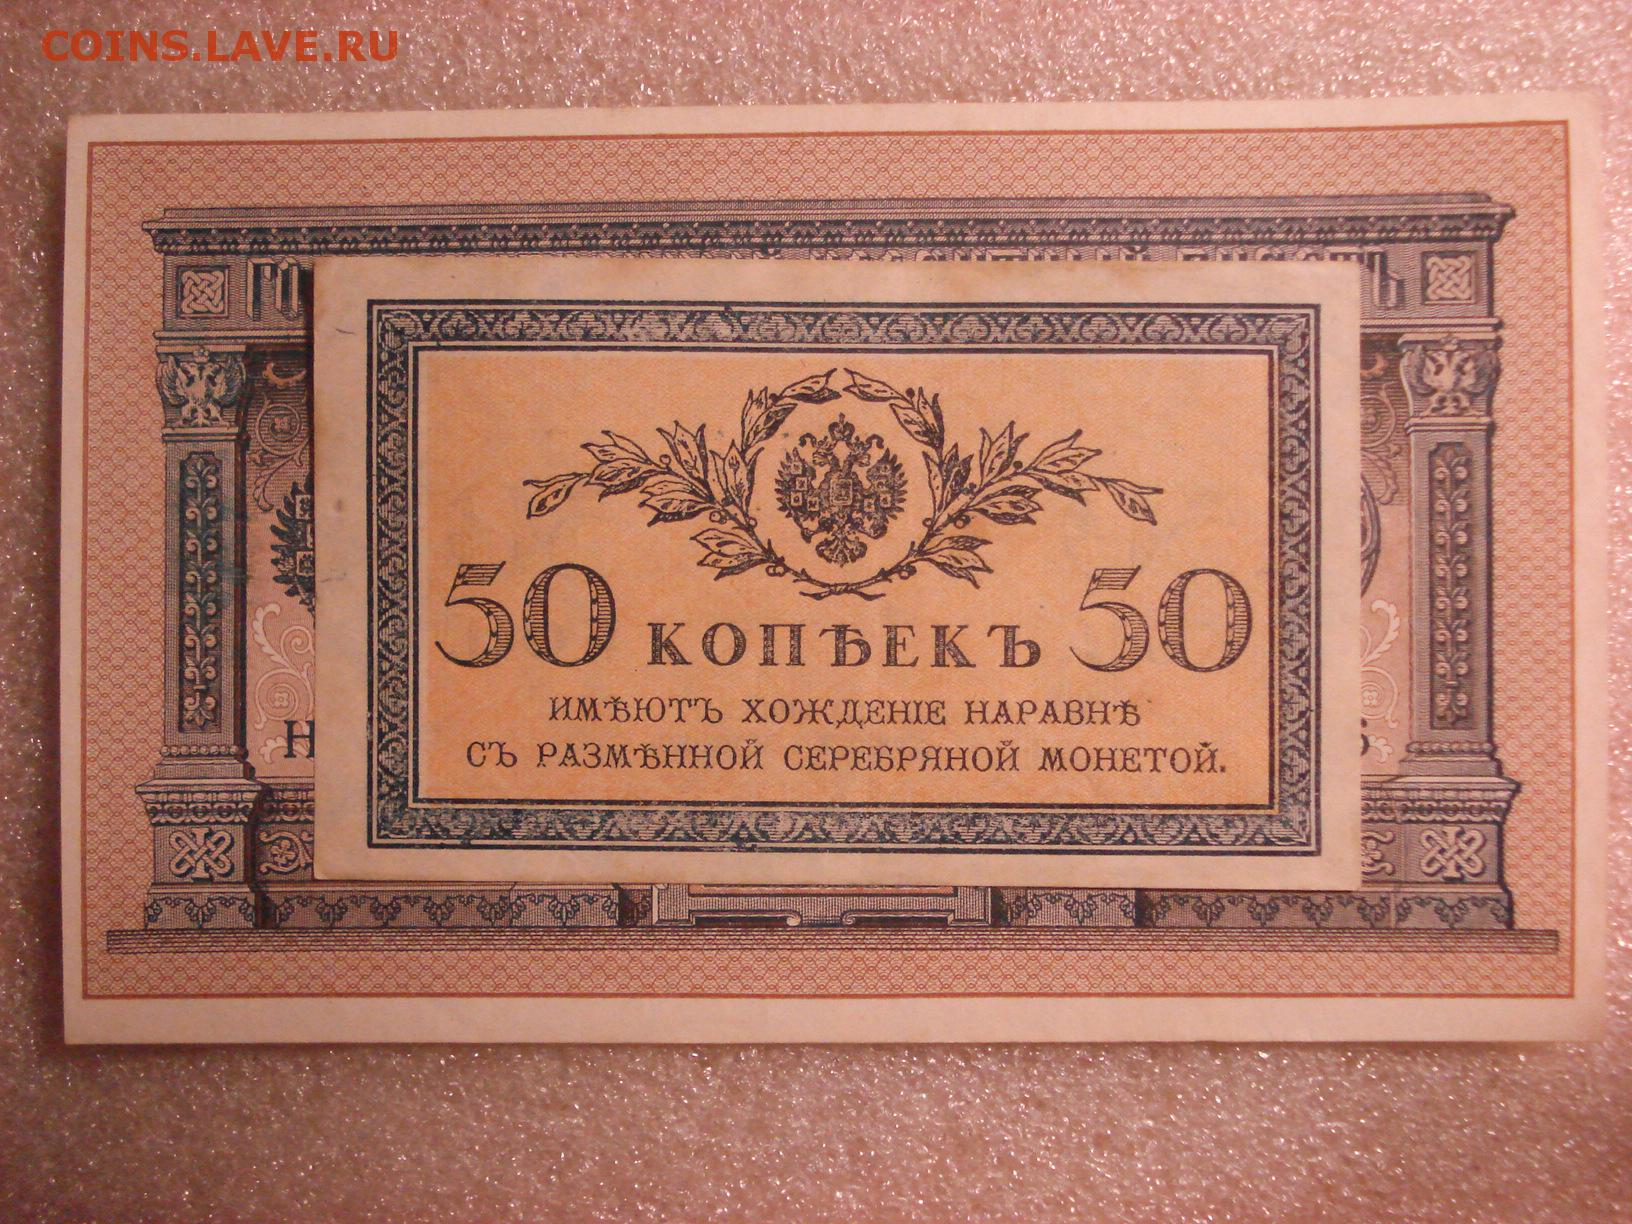 COINS.LAVE.RU
50 КОПѢЕКЪ 50
ИМѢЮТЪ ХОЖДЕНІЕ НАРАВНѢ
СЪ РАЗМѢННОЙ СЕРЕБРЯНОЙ МОНЕТОЙ.